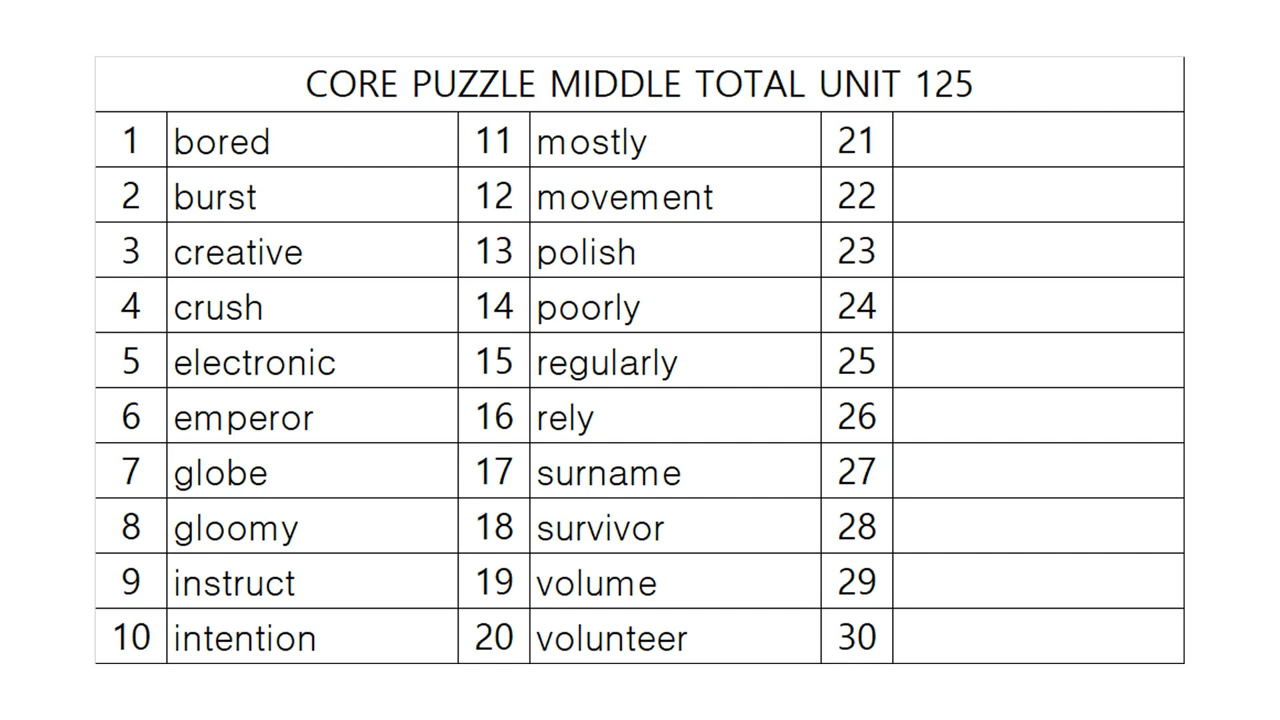 CORE PUZZLE MIDDLE TOTAL UNIT 125
1 bored 11 mostly 21
2 burst 12 movement 22
3 creative 13 polish 23
4 crush 14 poorly 24
5 electronic 15 regularly 25
6 emperor 16 rely 26
7 globe 17 surname 27
8 gloomy 18 survivor 28
9 instruct 19 volume 29
10 intention 20 volunteer 30